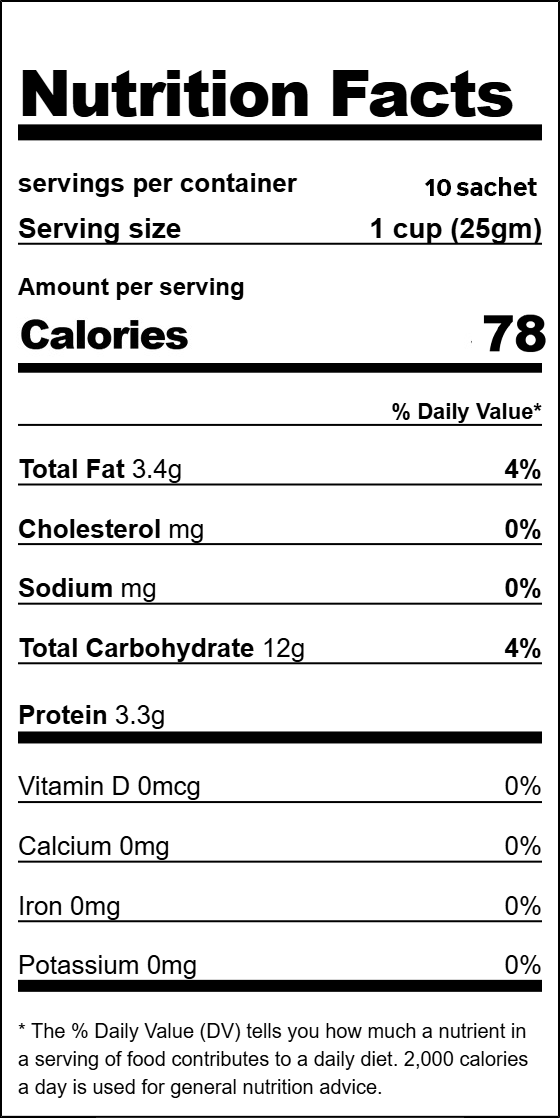 Nutrition Facts
servings per container 10 sachet
Serving size 1 cup (25gm)
Amount per serving
Calories 78
% Daily Value*
Total Fat 3.4g 4%
Cholesterol mg 0%
Sodium mg 0%
Total Carbohydrate 12g 4%
Protein 3.3g
Vitamin D 0mcg 0%
Calcium 0mg 0%
Iron 0mg 0%
Potassium 0mg 0%
* The % Daily Value (DV) tells you how much a nutrient in
a serving of food contributes to a daily diet. 2,000 calories
a day is used for general nutrition advice.